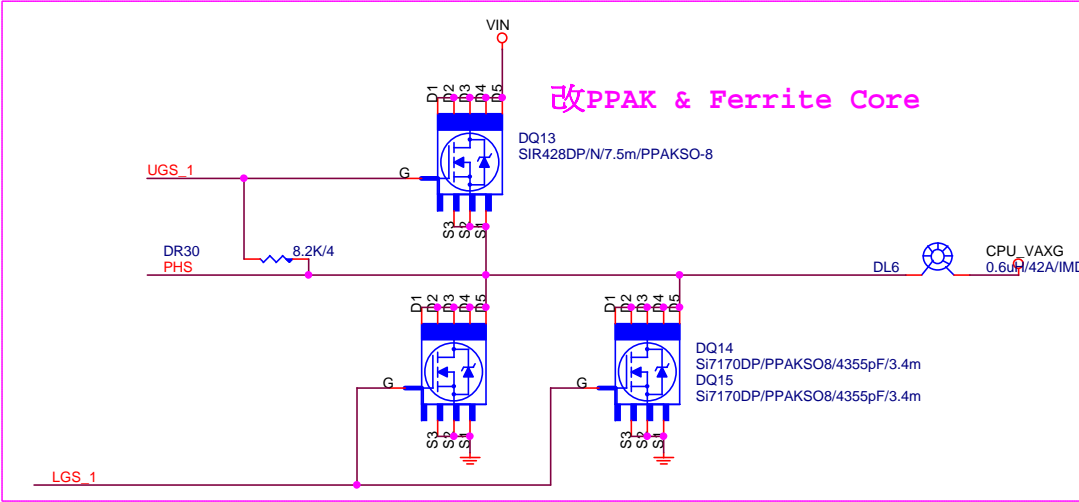 VIN
改PPAK & Ferrite Core
D1
D2
D3
D4
D5
DQ13
SIR428DP/N/7.5m/PPAKSO-8
UGS_1
G
S3
S2
S1
DR30
8.2K/4
PHS
DL6
CPU_VAXG
0.6uH/42A/IMD
D1
D2
D3
D4
D5
D1
D2
D3
D4
D5
DQ14
Si7170DP/PPAKSO8/4355pF/3.4m
DQ15
Si7170DP/PPAKSO8/4355pF/3.4m
G
G
S3
S2
S1
S3
S2
S1
LGS_1